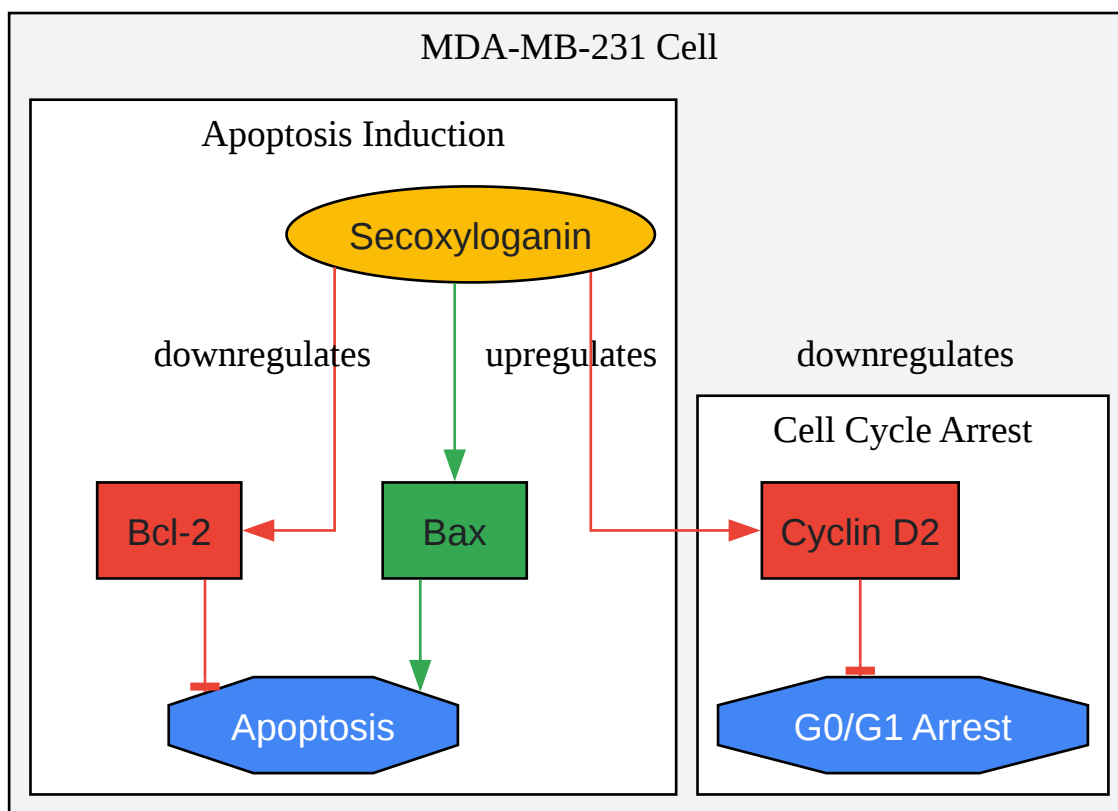 MDA-MB-231 Cell
Apoptosis Induction
Secoxyloganin
downregulates
upregulates
downregulates
Cell Cycle Arrest
Bcl-2
Bax
Cyclin D2
Apoptosis
G0/G1 Arrest